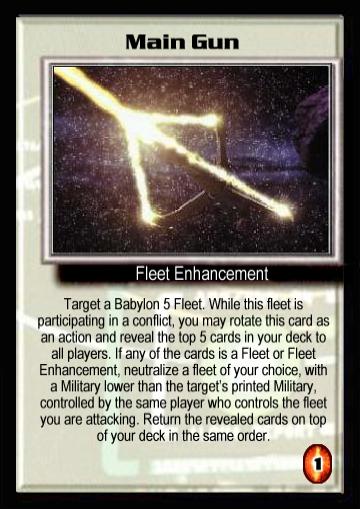 Main Gun
Fleet Enhancement
Target a Babylon 5 Fleet. While this fleet is
participating in a conflict, you may rotate this card as
an action and reveal the top 5 cards in your deck to
all players. If any of the cards is a Fleet or Fleet
Enhancement, neutralize a fleet of your choice, with
a Military lower than the target's printed Military,
controlled by the same player who controls the fleet
you are attacking. Return the revealed cards on top
of your deck in the same order.
1